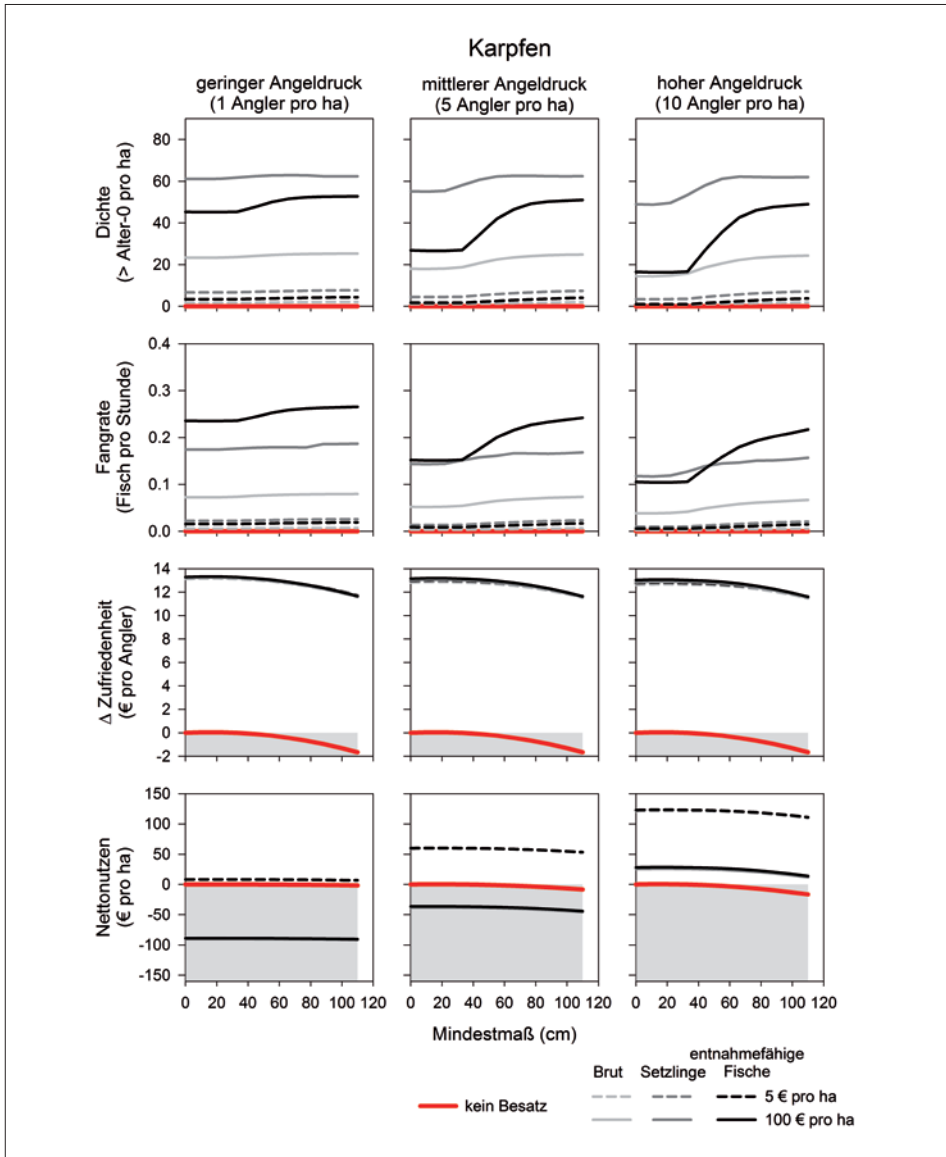 Karpfen
geringer Angeldruck
(1 Angler pro ha)
mittlerer Angeldruck
(5 Angler pro ha)
hoher Angeldruck
(10 Angler pro ha)
Dichte
(> Alter-0 pro ha)
80
60
40
20
0
Fangrate
(Fisch pro Stunde)
0.4
0.3
0.2
0.1
0.0
Δ Zufriedenheit
(€ pro Angler)
14
12
10
8
6
4
2
0
-2
Nettonutzen
(€ pro ha)
150
100
50
0
-50
-100
-150
0 20 40 60 80 100 120
0 20 40 60 80 100 120
0 20 40 60 80 100 120
Mindestmaß (cm)
entnahmefähige
Brut Setzlinge Fische
5 € pro ha
kein Besatz
100 € pro ha